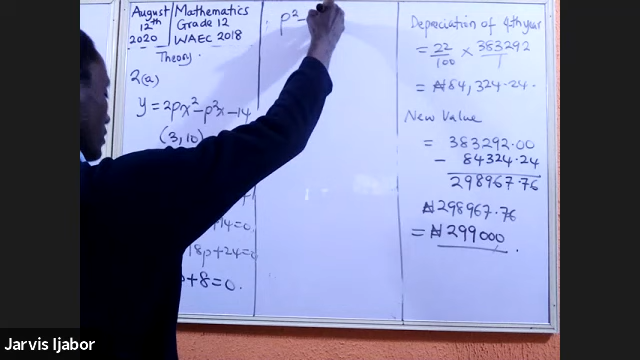 August
12th
2020
Mathematics
Grade 12
WAEC 2018
Theory.
2(a)
y = 2px² - p²x - 14
(3, 10)
+14=0.
18p+24=0
p+8=0.
p² -
Depreciation of 4th year
= 22/100 × 383292/1
= ₦84,324.24.
New Value
= 383292.00
- 84324.24
298967.76
₦298967.76
= ₦299000.
Jarvis Ijabor